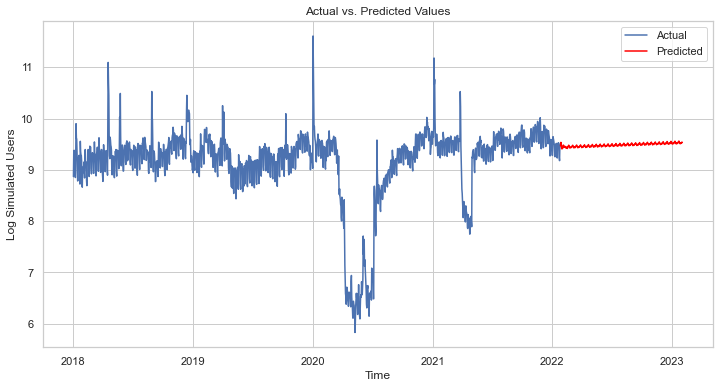 Actual vs. Predicted Values
Actual
Predicted
Log Simulated Users
11
10
9
8
7
6
2018
2019
2020
2021
2022
2023
Time